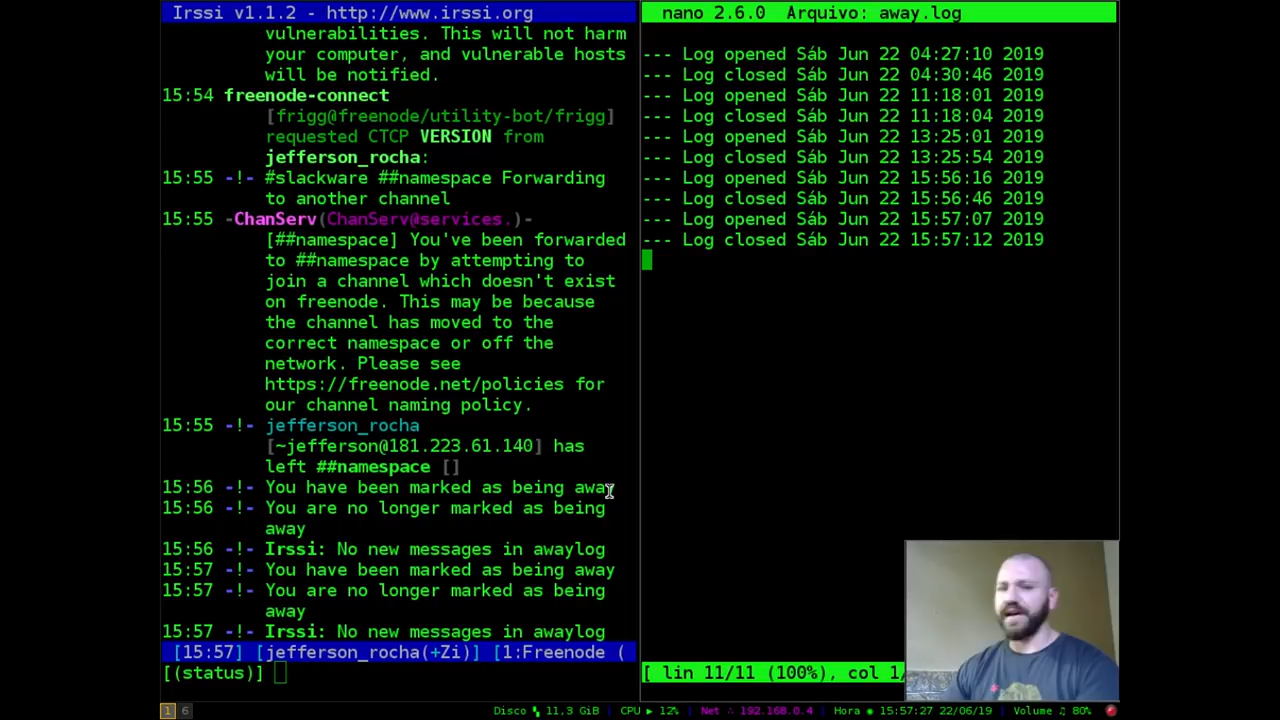 Irssi v1.1.2 - http://www.irssi.org
vulnerabilities. This will not harm
your computer, and vulnerable hosts
will be notified.
15:54 freenode-connect
[frigg@freenode/utility-bot/frigg]
requested CTCP VERSION from
jefferson_rocha:
15:55 -!- #slackware ##namespace Forwarding
to another channel
15:55 -ChanServ(ChanServ@services.)-
[##namespace] You've been forwarded
to ##namespace by attempting to
join a channel which doesn't exist
on freenode. This may be because
the channel has moved to the
correct namespace or off the
network. Please see
https://freenode.net/policies for
our channel naming policy.
15:55 -!- jefferson_rocha
[~jefferson@181.223.61.140] has
left ##namespace []
15:56 -!- You have been marked as being away
15:56 -!- You are no longer marked as being
away
15:56 -!- Irssi: No new messages in awaylog
15:57 -!- You have been marked as being away
15:57 -!- You are no longer marked as being
away
15:57 -!- Irssi: No new messages in awaylog
[15:57] [jefferson_rocha(+Zi)] [1:Freenode (
[(status)]
nano 2.6.0 Arquivo: away.log
--- Log opened Sáb Jun 22 04:27:10 2019
--- Log closed Sáb Jun 22 04:30:46 2019
--- Log opened Sáb Jun 22 11:18:01 2019
--- Log closed Sáb Jun 22 11:18:04 2019
--- Log opened Sáb Jun 22 13:25:01 2019
--- Log closed Sáb Jun 22 13:25:54 2019
--- Log opened Sáb Jun 22 15:56:16 2019
--- Log closed Sáb Jun 22 15:56:46 2019
--- Log opened Sáb Jun 22 15:57:07 2019
--- Log closed Sáb Jun 22 15:57:12 2019
[ lin 11/11 (100%), col 1/
1 6 Disco 11,3 GiB | CPU ▶ 12% | Net 192.168.0.4 | Hora 15:57:27 22/06/19 | Volume ♫ 80%